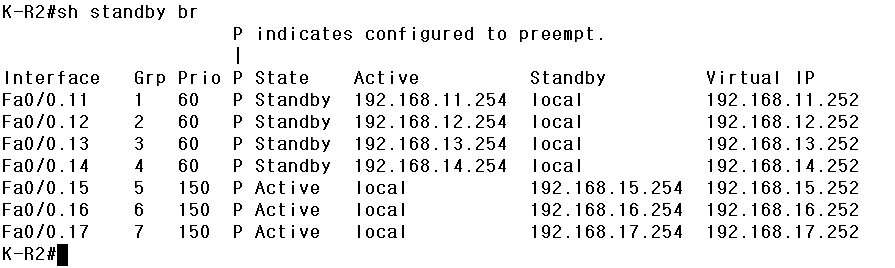 K-R2#sh standby br
P indicates configured to preempt.
|
Interface Grp Prio P State Active Standby Virtual IP
Fa0/0.11 1 60 P Standby 192.168.11.254 local 192.168.11.252
Fa0/0.12 2 60 P Standby 192.168.12.254 local 192.168.12.252
Fa0/0.13 3 60 P Standby 192.168.13.254 local 192.168.13.252
Fa0/0.14 4 60 P Standby 192.168.14.254 local 192.168.14.252
Fa0/0.15 5 150 P Active local 192.168.15.254 192.168.15.252
Fa0/0.16 6 150 P Active local 192.168.16.254 192.168.16.252
Fa0/0.17 7 150 P Active local 192.168.17.254 192.168.17.252
K-R2#